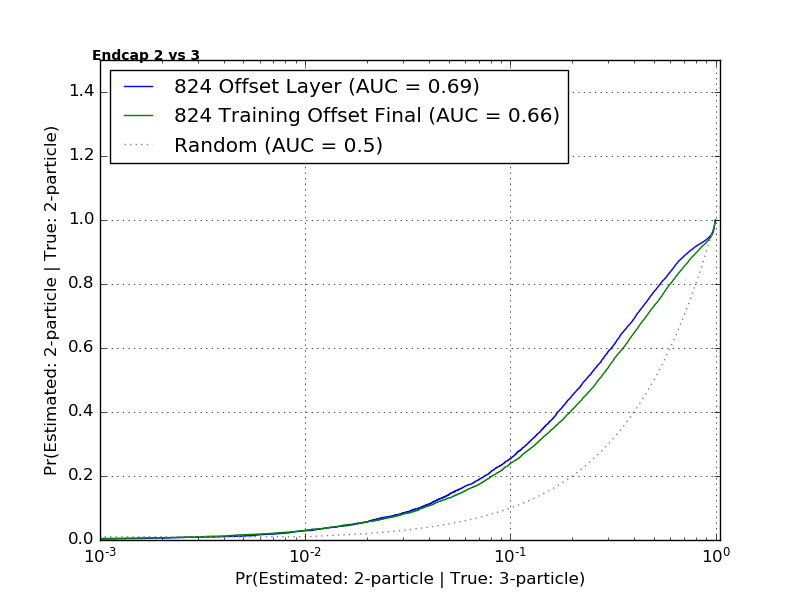 Endcap 2 vs 3
824 Offset Layer (AUC = 0.69)
824 Training Offset Final (AUC = 0.66)
Random (AUC = 0.5)
Pr(Estimated: 2-particle | True: 2-particle)
1.4
1.2
1.0
0.8
0.6
0.4
0.2
0.0
10^-3 10^-2 10^-1 10^0
Pr(Estimated: 2-particle | True: 3-particle)